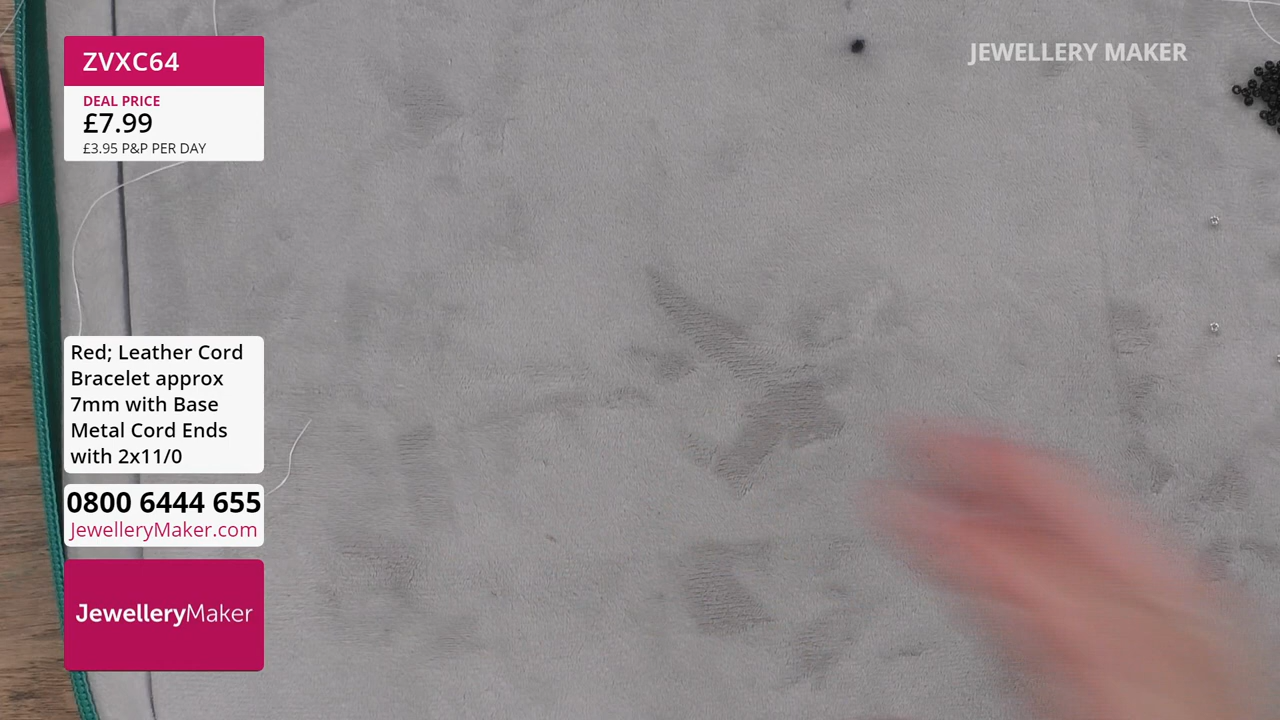 ZVXC64
DEAL PRICE
£7.99
£3.95 P&P PER DAY
JEWELLERY MAKER
Red; Leather Cord
Bracelet approx
7mm with Base
Metal Cord Ends
with 2x11/0
0800 6444 655
JewelleryMaker.com
JewelleryMaker